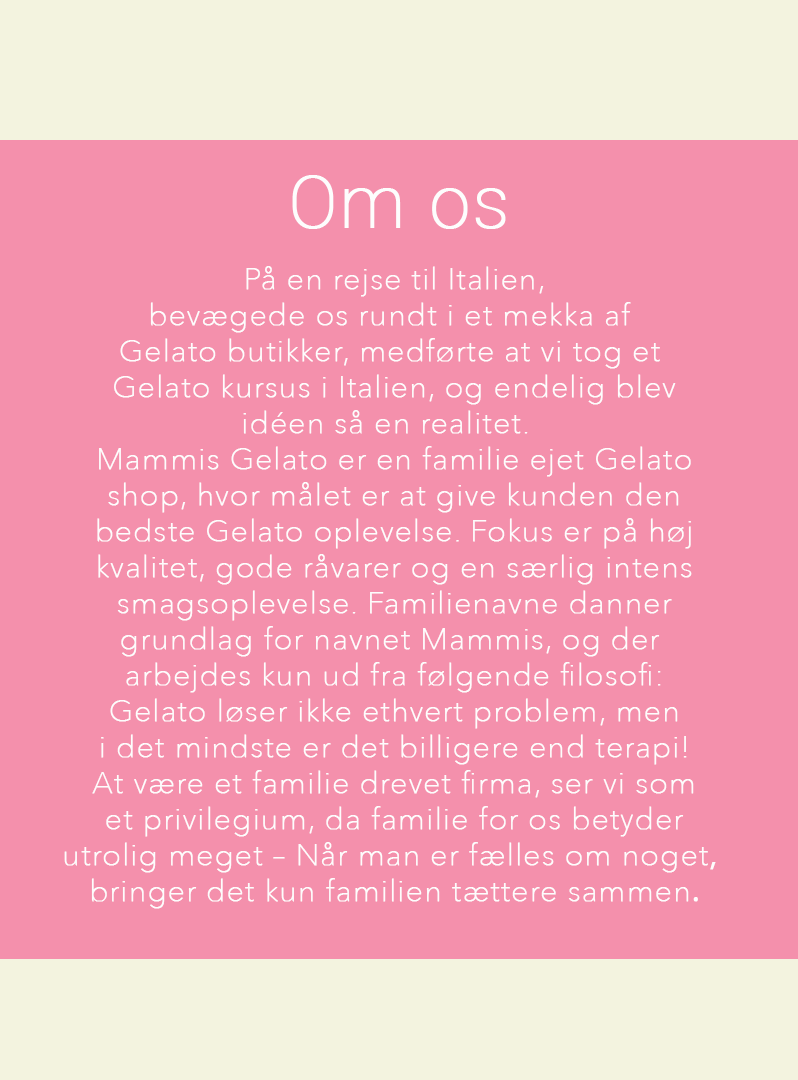 Om os
På en rejse til Italien,
bevægede os rundt i et mekka af
Gelato butikker, medførte at vi tog et
Gelato kursus i Italien, og endelig blev
idéen så en realitet.
Mammis Gelato er en familie ejet Gelato
shop, hvor målet er at give kunden den
bedste Gelato oplevelse. Fokus er på høj
kvalitet, gode råvarer og en særlig intens
smagsoplevelse. Familienavne danner
grundlag for navnet Mammis, og der
arbejdes kun ud fra følgende filosofi:
Gelato løser ikke ethvert problem, men
i det mindste er det billigere end terapi!
At være et familie drevet firma, ser vi som
et privilegium, da familie for os betyder
utrolig meget – Når man er fælles om noget,
bringer det kun familien tættere sammen.